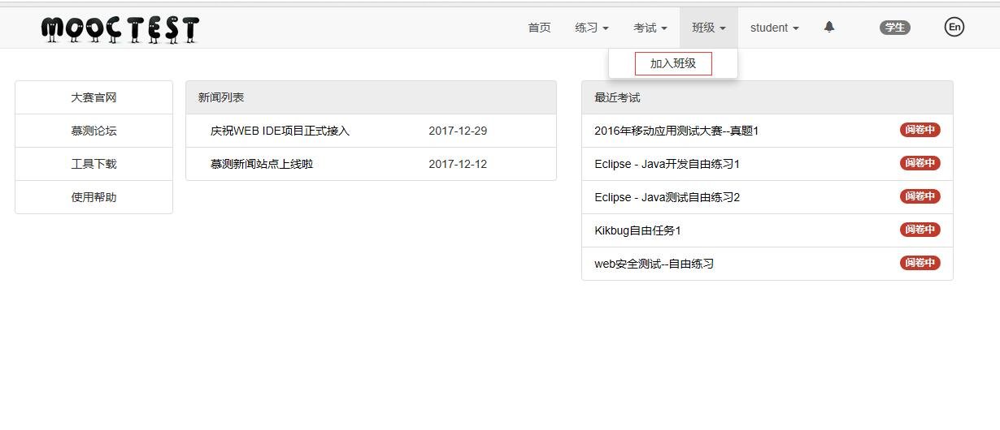 MOOCTEST
首页 练习 考试 班级 student 学生 En
加入班级
大赛官网
慕测论坛
工具下载
使用帮助
新闻列表
庆祝WEB IDE项目正式接入 2017-12-29
慕测新闻站点上线啦 2017-12-12
最近考试
2016年移动应用测试大赛--真题1 阅卷中
Eclipse - Java开发自由练习1 阅卷中
Eclipse - Java测试自由练习2 阅卷中
Kikbug自由任务1 阅卷中
web安全测试--自由练习 阅卷中